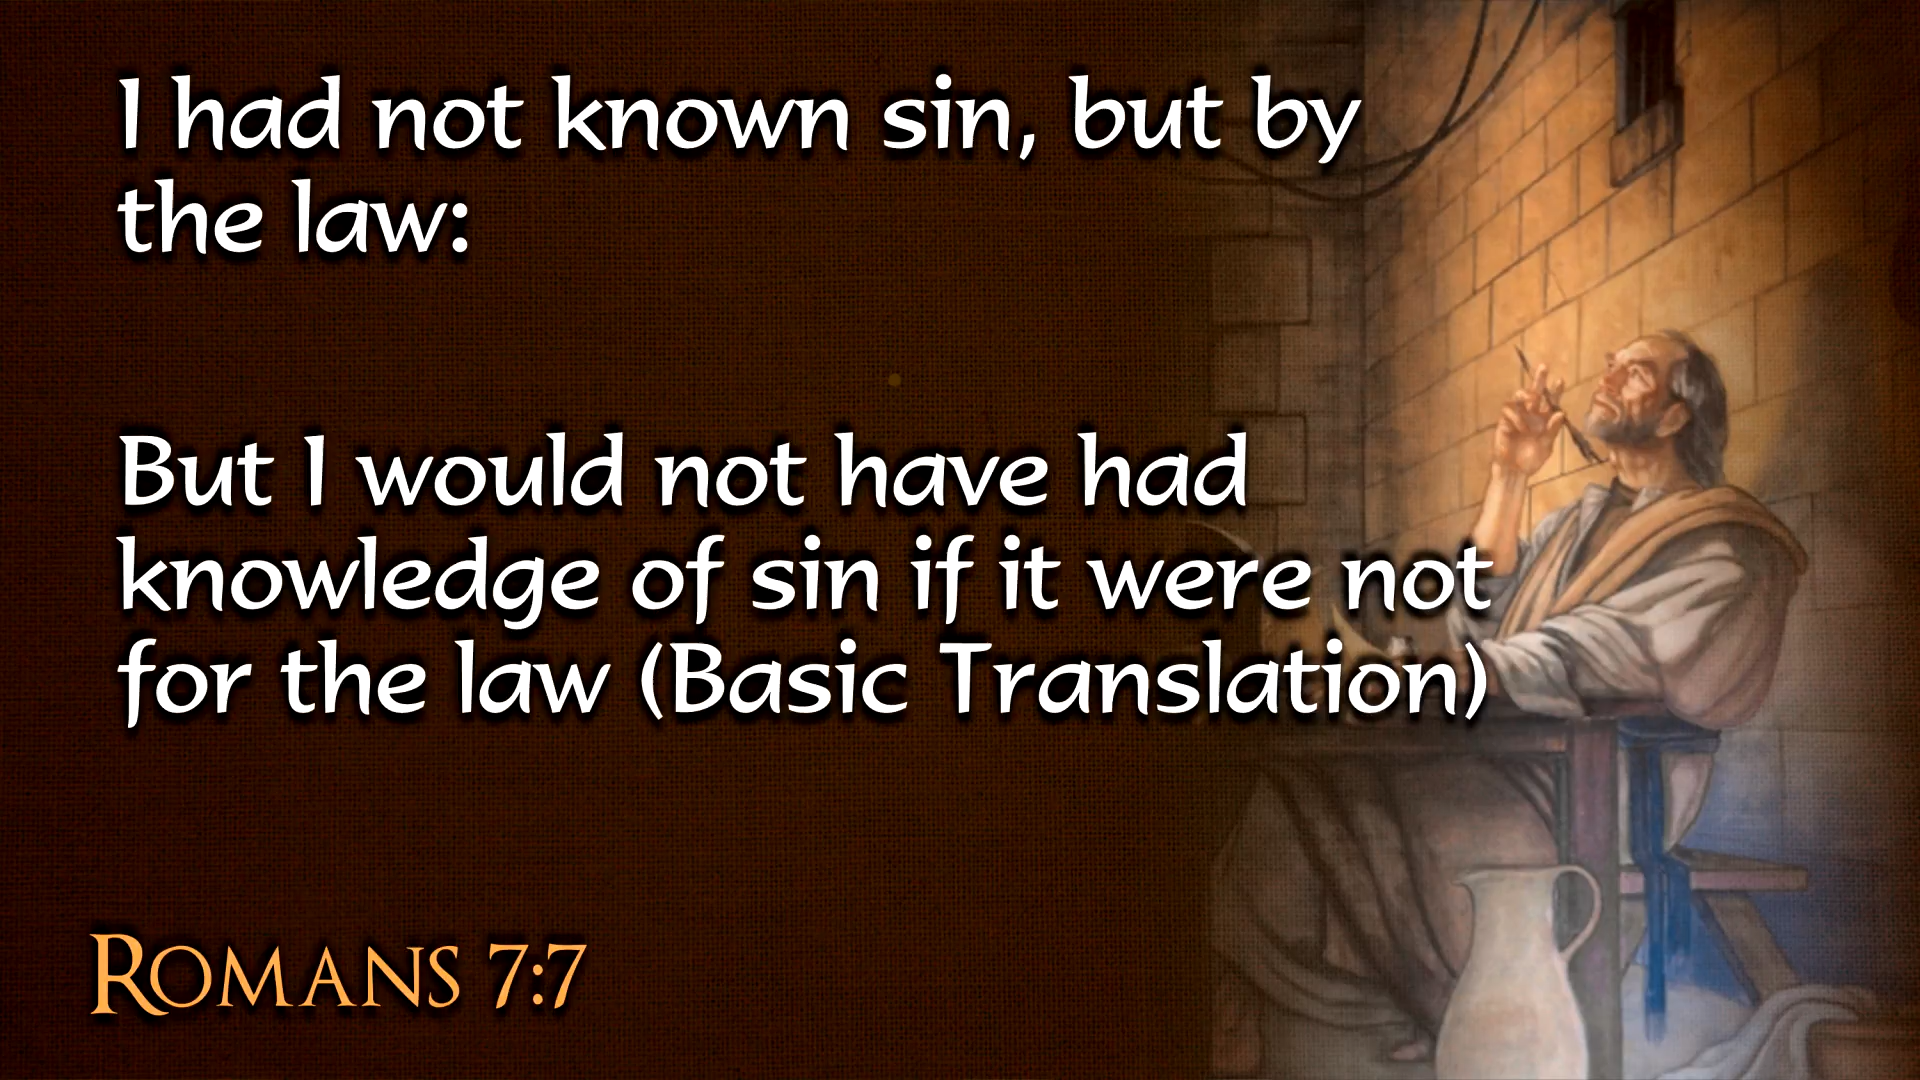 I had not known sin, but by
the law:
But I would not have had
knowledge of sin if it were not
for the law (Basic Translation)
Romans 7:7